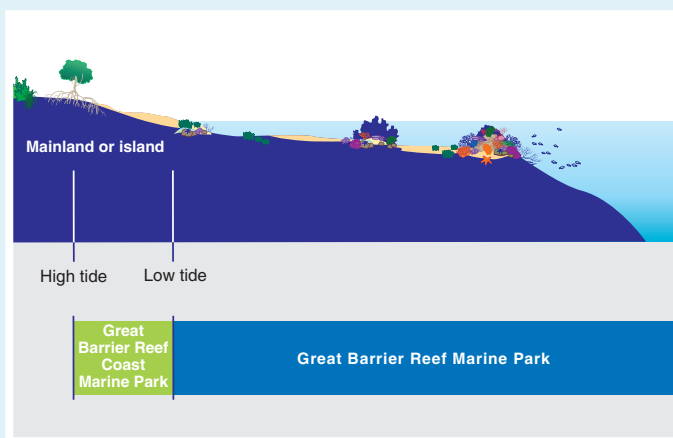 Mainland or island
High tide
Low tide
Great
Barrier Reef
Coast
Marine Park
Great Barrier Reef Marine Park